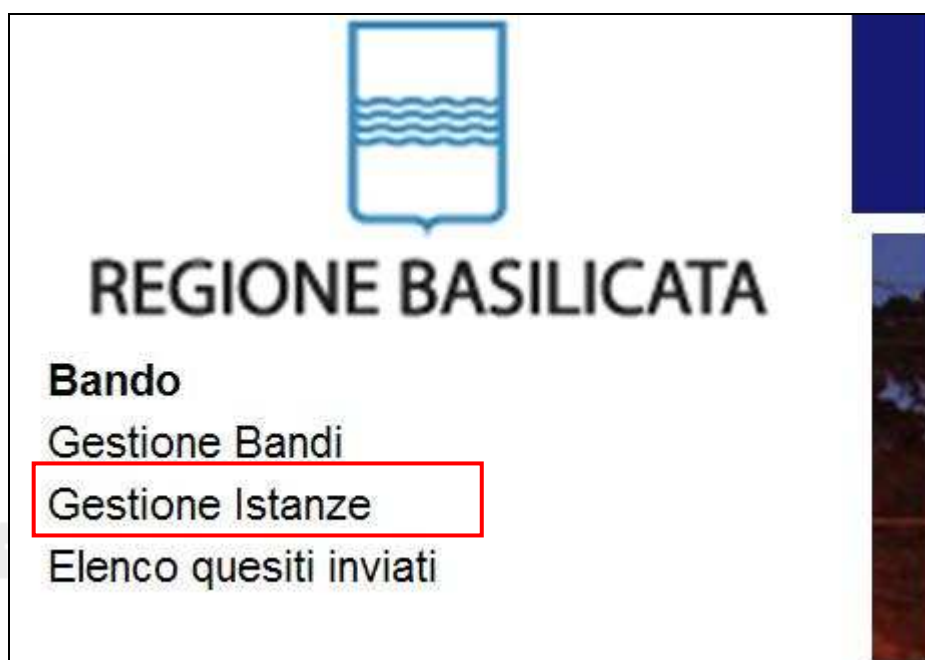 REGIONE BASILICATA
Bando
Gestione Bandi
Gestione Istanze
Elenco quesiti inviati